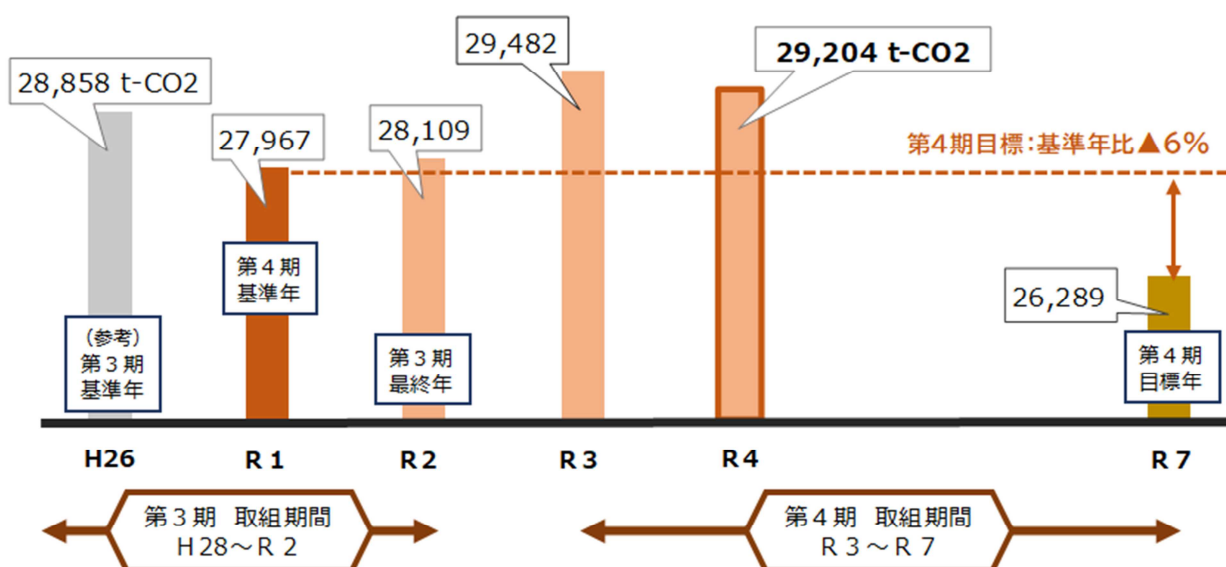 28,858 t-CO2
27,967
28,109
29,482
29,204 t-CO2
第4期目標:基準年比▲6%
26,289
(参考)
第3期
基準年
第4期
基準年
第3期
最終年
第4期
目標年
H26
R1
R2
R3
R4
R7
第3期 取組期間
H28~R2
第4期 取組期間
R3~R7